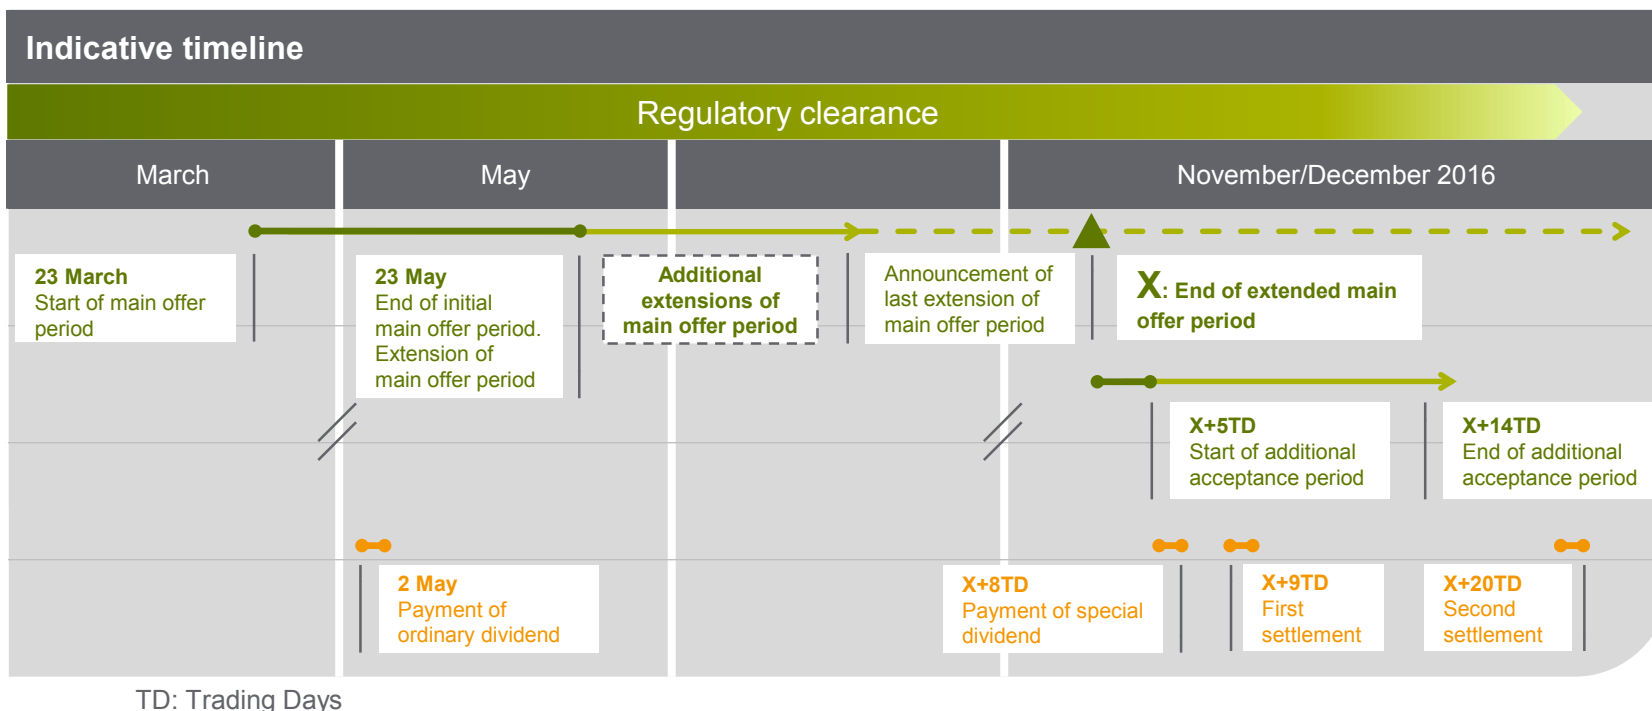 Indicative timeline
Regulatory clearance
March
May
November/December 2016
23 March
Start of main offer
period
23 May
End of initial
main offer period.
Extension of
main offer period
Additional
extensions of
main offer period
Announcement of
last extension of
main offer period
X: End of extended main
offer period
X+5TD
Start of additional
acceptance period
X+14TD
End of additional
acceptance period
2 May
Payment of
ordinary dividend
X+8TD
Payment of special
dividend
X+9TD
First
settlement
X+20TD
Second
settlement
TD: Trading Days